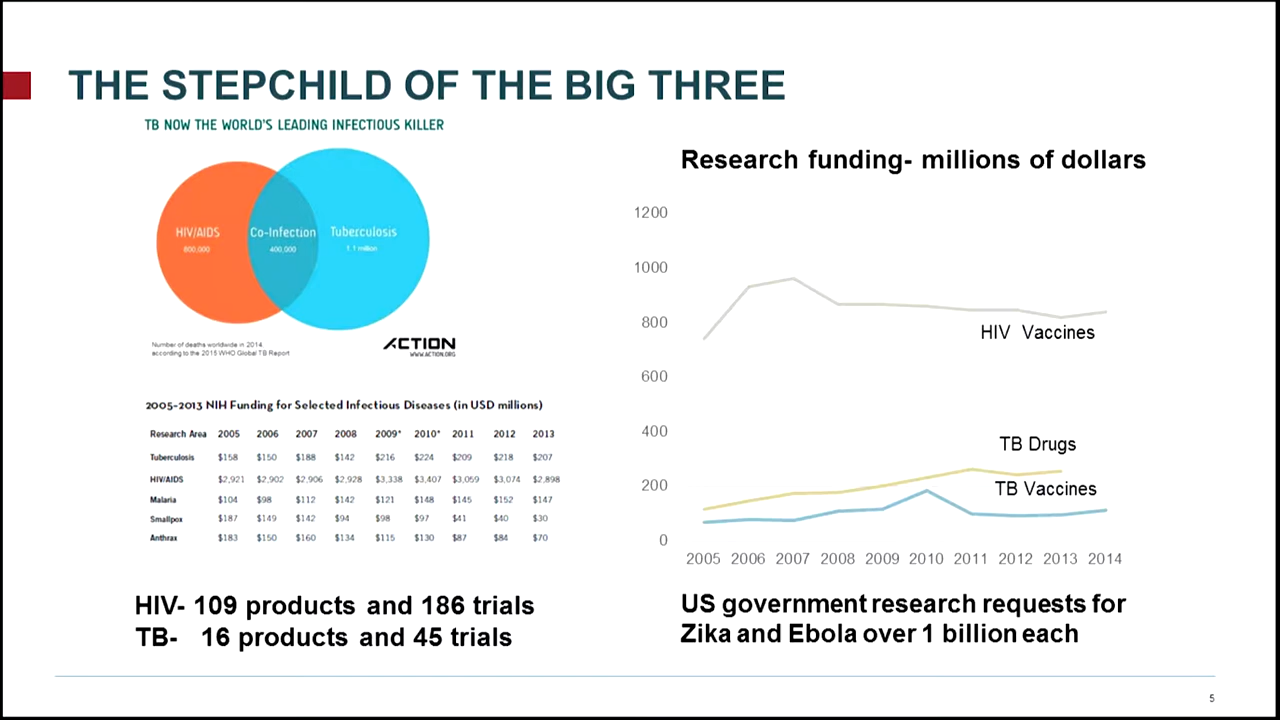 THE STEPCHILD OF THE BIG THREE
TB NOW THE WORLD'S LEADING INFECTIOUS KILLER
HIV/AIDS
800,000
Co-Infection
400,000
Tuberculosis
1.1 million
Number of deaths worldwide in 2014
according to the 2015 WHO Global TB Report
ACTION
WWW.ACTION.ORG
2005-2013 NIH Funding for Selected Infectious Diseases (in USD millions)
Research Area 2005 2006 2007 2008 2009* 2010* 2011 2012 2013
Tuberculosis $158 $150 $188 $142 $216 $224 $209 $218 $207
HIV/AIDS $2,921 $2,902 $2,906 $2,928 $3,338 $3,407 $3,059 $3,074 $2,898
Malaria $104 $98 $112 $142 $121 $148 $145 $152 $147
Smallpox $187 $149 $142 $94 $98 $97 $41 $40 $30
Anthrax $183 $150 $160 $134 $115 $130 $87 $84 $70
HIV- 109 products and 186 trials
TB- 16 products and 45 trials
Research funding- millions of dollars
1200
1000
800
600
400
200
0
HIV Vaccines
TB Drugs
TB Vaccines
2005 2006 2007 2008 2009 2010 2011 2012 2013 2014
US government research requests for
Zika and Ebola over 1 billion each
5